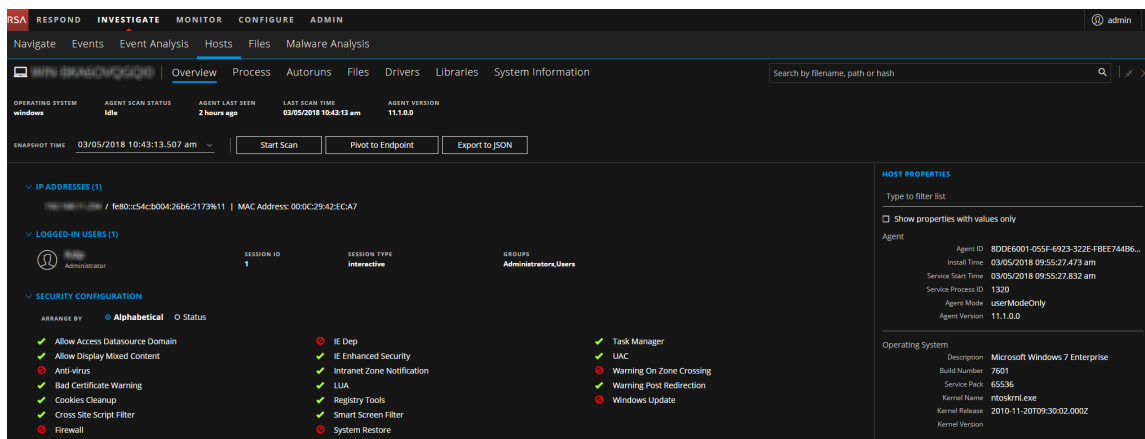 RSA RESPOND INVESTIGATE MONITOR CONFIGURE ADMIN admin
Navigate Events Event Analysis Hosts Files Malware Analysis
Overview Process Autoruns Files Drivers Libraries System Information Search by filename, path or hash
OPERATING SYSTEM AGENT SCAN STATUS AGENT LAST SEEN LAST SCAN TIME AGENT VERSION
windows Idle 2 hours ago 03/05/2018 10:43:13 am 11.1.0.0
SNAPSHOT TIME 03/05/2018 10:43:13.507 am Start Scan Pivot to Endpoint Export to JSON
IP ADDRESSES (1)
/ fe80::c54c:b004:26b6:2173%11 | MAC Address: 00:0C:29:42:EC:A7
LOGGED-IN USERS (1)
SESSION ID SESSION TYPE GROUPS
Administrator 1 interactive Administrators,Users
SECURITY CONFIGURATION
ARRANGE BY Alphabetical Status
Allow Access Datasource Domain IE Dep Task Manager
Allow Display Mixed Content IE Enhanced Security UAC
Anti-virus Intranet Zone Notification Warning On Zone Crossing
Bad Certificate Warning LUA Warning Post Redirection
Cookies Cleanup Registry Tools Windows Update
Cross Site Script Filter Smart Screen Filter
Firewall System Restore
HOST PROPERTIES
Type to filter list
Show properties with values only
Agent
Agent ID 8DDE6001-055F-6923-322E-FBEE744B6...
Install Time 03/05/2018 09:55:27.473 am
Service Start Time 03/05/2018 09:55:27.832 am
Service Process ID 1320
Agent Mode userModeOnly
Agent Version 11.1.0.0
Operating System
Description Microsoft Windows 7 Enterprise
Build Number 7601
Service Pack 65536
Kernel Name ntoskrnl.exe
Kernel Release 2010-11-20T09:30:02.000Z
Kernel Version